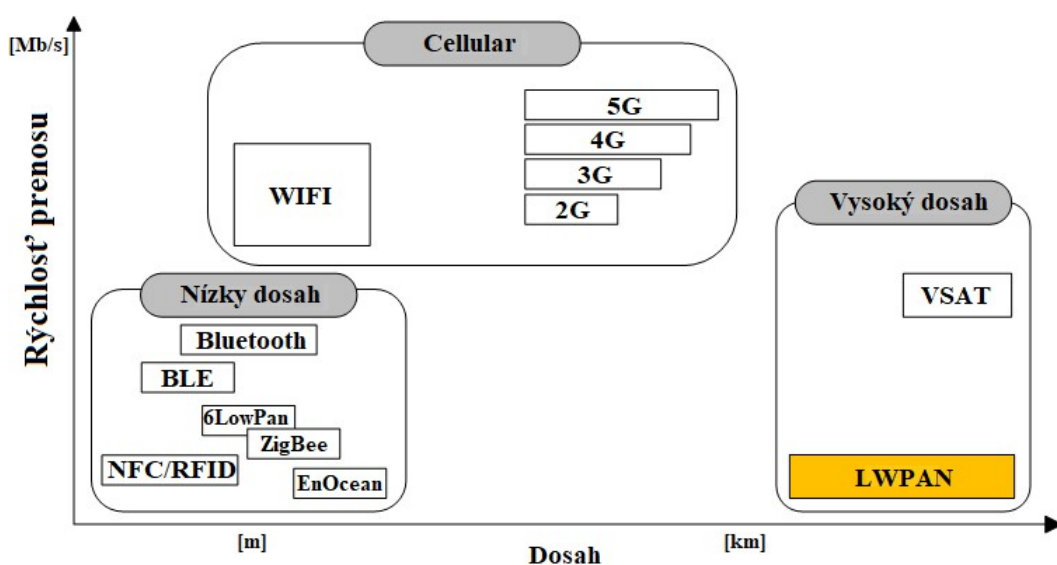 [Mb/s]
Cellular
5G
4G
3G
2G
WIFI
Rýchlosť prenosu
Vysoký dosah
VSAT
LWPAN
Nízky dosah
Bluetooth
BLE
6LowPan
ZigBee
NFC/RFID
EnOcean
[m]
Dosah
[km]